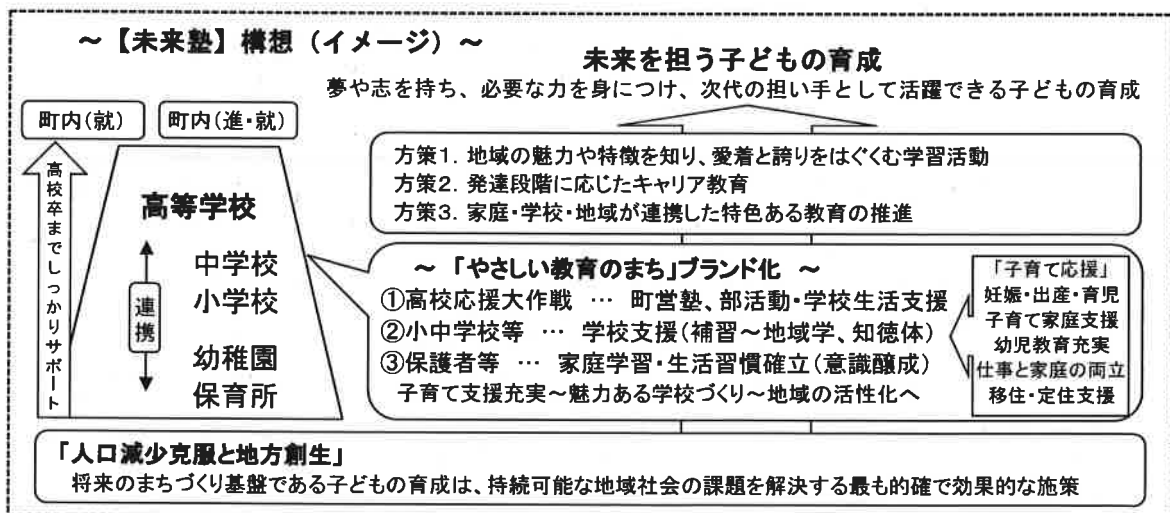 ～【未来塾】構想（イメージ）～
未来を担う子どもの育成
夢や志を持ち、必要な力を身につけ、次代の担い手として活躍できる子どもの育成
町内（就）
町内（進・就）
高校卒までしっかりサポート
高等学校
中学校
小学校
連携
幼稚園
保育所
方策１．地域の魅力や特徴を知り、愛着と誇りをはぐくむ学習活動
方策２．発達段階に応じたキャリア教育
方策３．家庭・学校・地域が連携した特色ある教育の推進
～「やさしい教育のまち」ブランド化～
①高校応援大作戦 … 町営塾、部活動・学校生活支援
②小中学校等 … 学校支援（補習～地域学、知徳体）
③保護者等 … 家庭学習・生活習慣確立（意識醸成）
子育て支援充実～魅力ある学校づくり～地域の活性化へ
「子育て応援」
妊娠・出産・育児
子育て家庭支援
幼児教育充実
仕事と家庭の両立
移住・定住支援
「人口減少克服と地方創生」
将来のまちづくり基盤である子どもの育成は、持続可能な地域社会の課題を解決する最も的確で効果的な施策